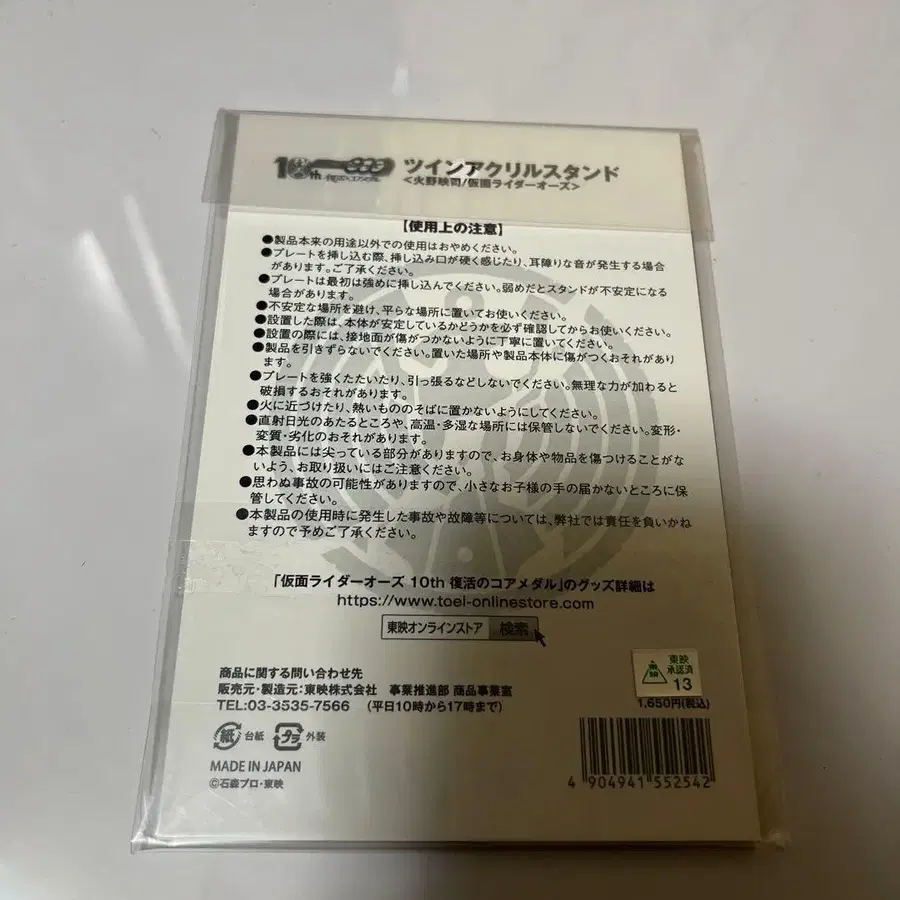 10th 復活のコアメダル
ツインアクリルスタンド
<火野映司/仮面ライダーオーズ>
【使用上の注意】
●製品本来の用途以外での使用はおやめください。
●プレートを挿し込む際、挿し込み口が硬く感じたり、耳障りな音が発生する場合
があります。ご了承ください。
●プレートは最初は強めに挿し込んでください。弱めだとスタンドが不安定になる
場合があります。
●不安定な場所を避け、平らな場所に置いてお使いください。
●設置した際は、本体が安定しているかどうかを必ず確認してからお使いください。
●設置の際には、接地面が傷がつかないように丁寧に置いてください。
●製品を引きずらないでください。置いた場所や製品本体に傷がつくおそれがあり
ます。
●プレートを強くたたいたり、引っ張るなどしないでください。無理な力が加わると
破損するおそれがあります。
●火に近づけたり、熱いもののそばに置かないようにしてください。
●直射日光のあたるところや、高温・多湿な場所には保管しないでください。変形・
変質・劣化のおそれがあります。
●本製品には尖っている部分がありますので、お身体や物品を傷つけることがな
いよう、お取り扱いにはご注意ください。
●思わぬ事故の可能性がありますので、小さなお子様の手の届かないところに保
管してください。
●本製品の使用時に発生した事故や故障等については、弊社では責任を負いかね
ますので予めご了承ください。
「仮面ライダーオーズ 10th 復活のコアメダル」のグッズ詳細は
https://www.toei-onlinestore.com
東映オンラインストア 検索
東映
承認済
13
1,650円(税込)
商品に関する問い合わせ先
販売元・製造元:東映株式会社 事業推進部 商品事業室
TEL:03-3535-7566 (平日10時から17時まで)
紙 台紙 プラ 外装
MADE IN JAPAN
©石森プロ・東映
4 904941 552542